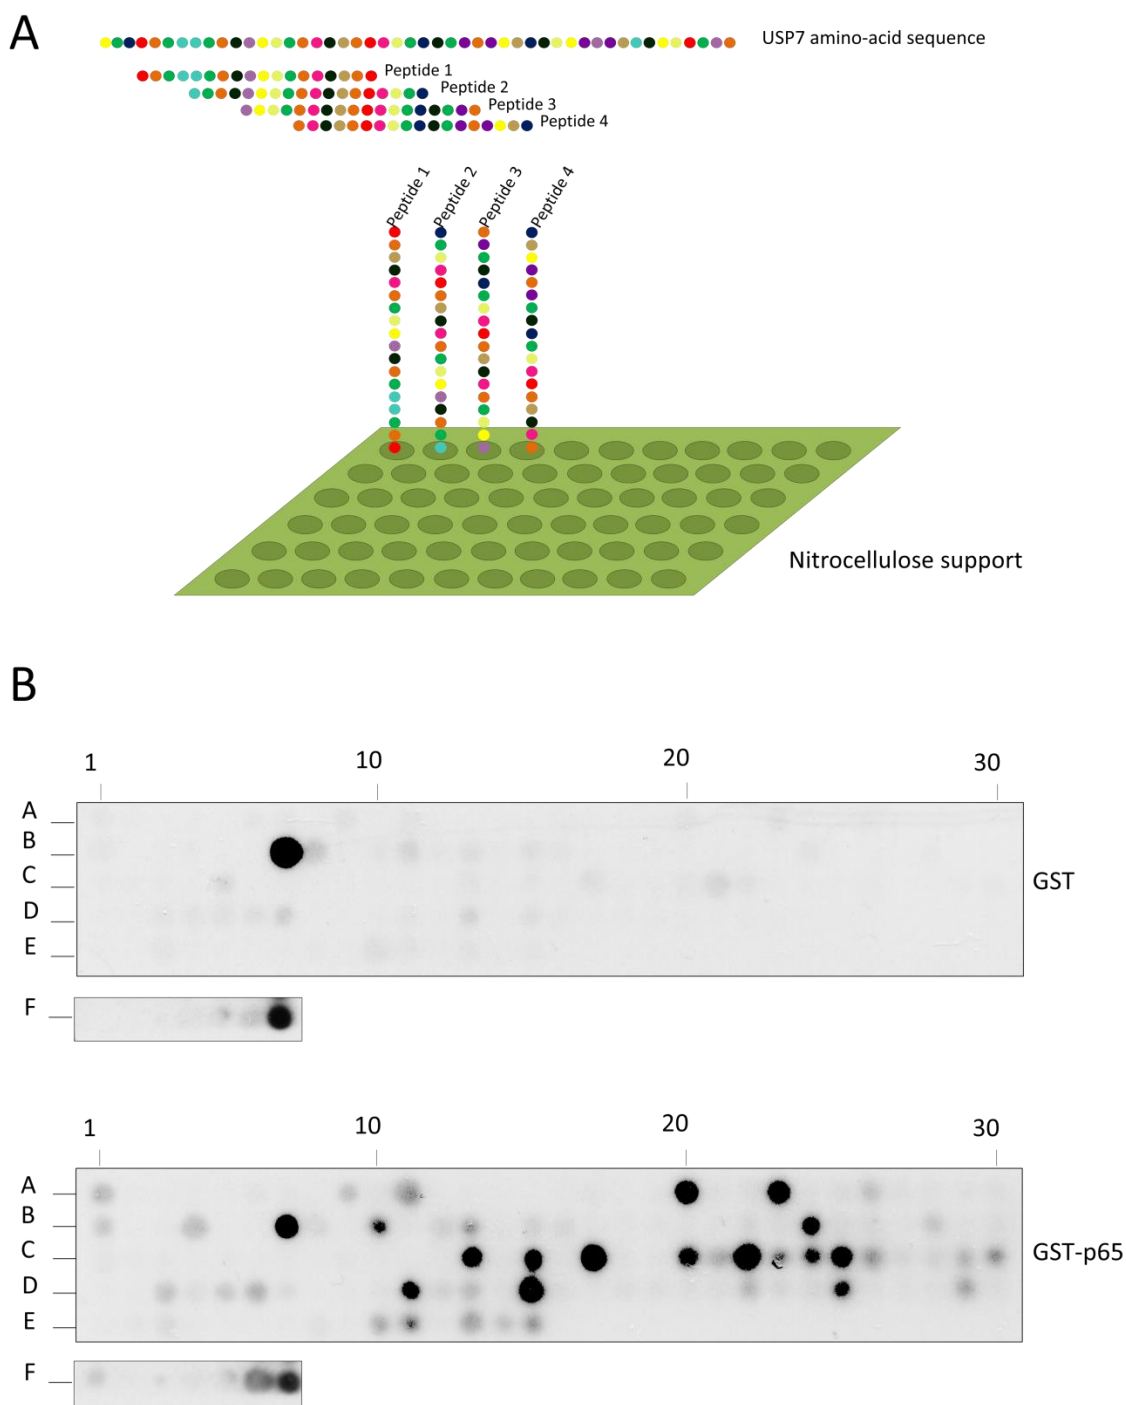 A
USP7 amino-acid sequence
Peptide 1
Peptide 2
Peptide 3
Peptide 4
Peptide 1
Peptide 2
Peptide 3
Peptide 4
Nitrocellulose support
B
1 10 20 30
A
B
C
GST
D
E
F
1 10 20 30
A
B
C
GST-p65
D
E
F